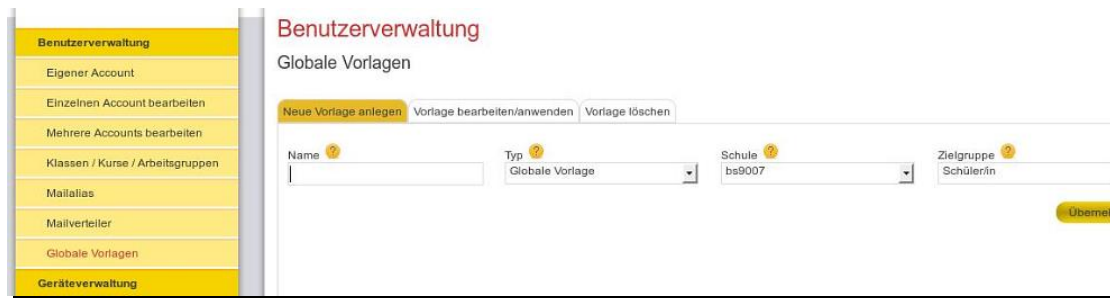 Benutzerverwaltung
Eigener Account
Einzelnen Account bearbeiten
Mehrere Accounts bearbeiten
Klassen / Kurse / Arbeitsgruppen
Mailalias
Mailverteiler
Globale Vorlagen
Geräteverwaltung
Benutzerverwaltung
Globale Vorlagen
Neue Vorlage anlegen Vorlage bearbeiten/anwenden Vorlage löschen
Name ? Typ ? Schule ? Zielgruppe ?
Globale Vorlage bs9007 Schüler/in